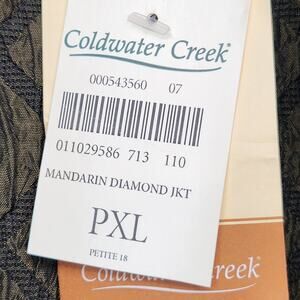 Coldwater Creek®
000543560 07
011029586 713 110
MANDARIN DIAMOND JKT
PXL
PETITE 18
Coldwater Creek